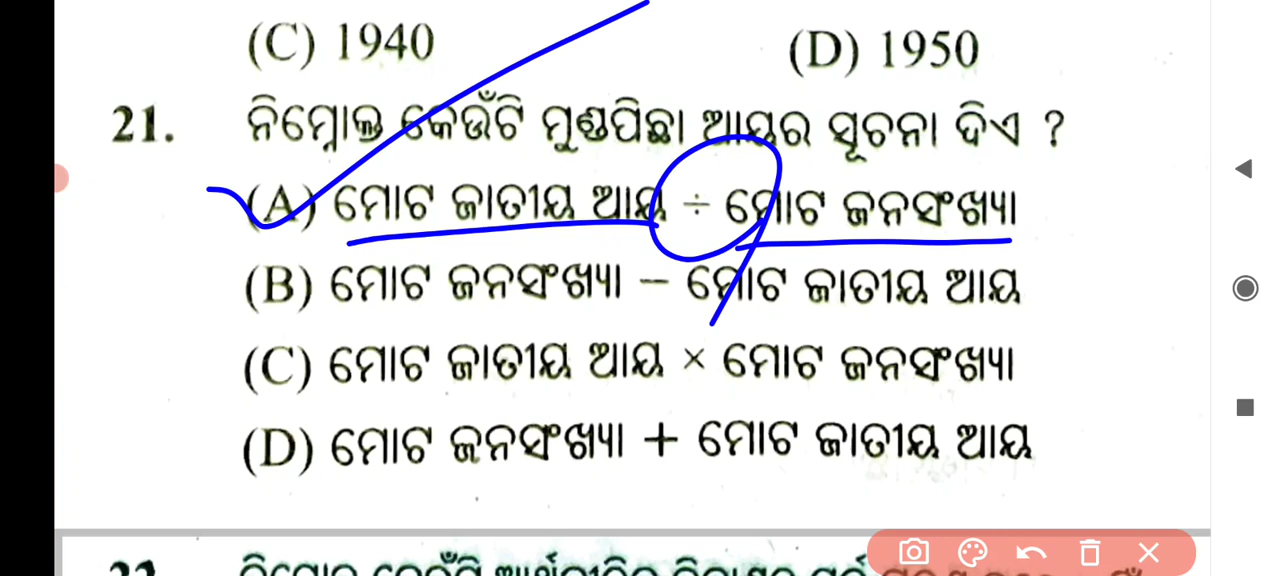 (C) 1940 (D) 1950
21. ନିମ୍ନୋକ୍ତ କେଉଁଟି ମୁଣ୍ଡପିଛା ଆୟର ସୂଚନା ଦିଏ ?
(A) ମୋଟ ଜାତୀୟ ଆୟ ÷ ମୋଟ ଜନସଂଖ୍ୟା
(B) ମୋଟ ଜନସଂଖ୍ୟା – ମୋଟ ଜାତୀୟ ଆୟ
(C) ମୋଟ ଜାତୀୟ ଆୟ × ମୋଟ ଜନସଂଖ୍ୟା
(D) ମୋଟ ଜନସଂଖ୍ୟା + ମୋଟ ଜାତୀୟ ଆୟ